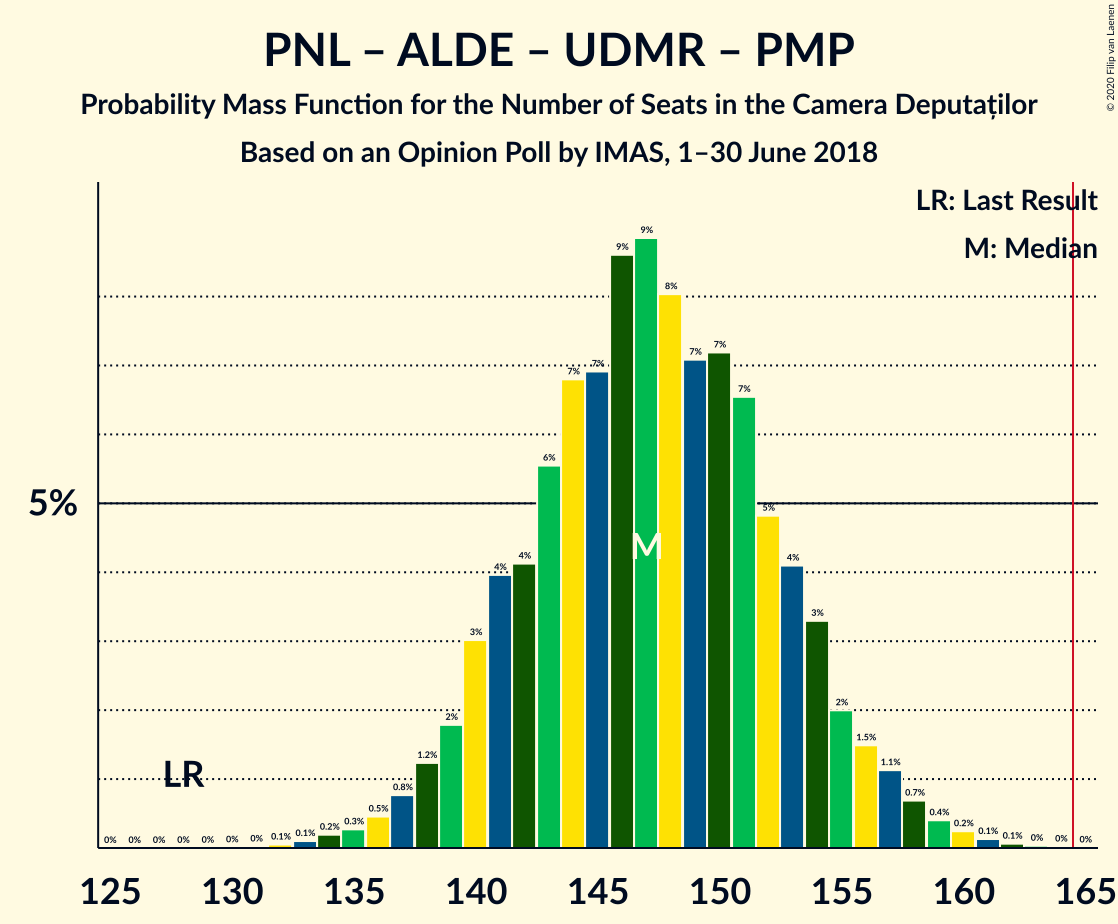 PNL – ALDE – UDMR – PMP
Probability Mass Function for the Number of Seats in the Camera Deputaților
Based on an Opinion Poll by IMAS, 1–30 June 2018
© 2020 Filip van Laenen
LR: Last Result
M: Median
5%
0% 0% 0% 0% 0% 0% 0% 0.1% 0.1% 0.2% 0.3% 0.5% 0.8% 1.2% 2% 3% 4% 4% 6% 7% 7% 9% 9% 8% 7% 7% 7% 5% 4% 3% 2% 1.5% 1.1% 0.7% 0.4% 0.2% 0.1% 0.1% 0% 0% 0%
M
LR
125 130 135 140 145 150 155 160 165